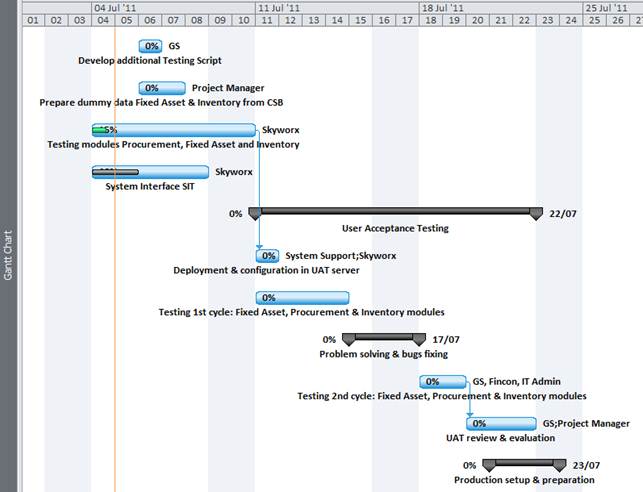 04 Jul '11 11 Jul '11 18 Jul '11 25 Jul '11
01 02 03 04 05 06 07 08 09 10 11 12 13 14 15 16 17 18 19 20 21 22 23 24 25 26
0% GS
Develop additional Testing Script
0% Project Manager
Prepare dummy data Fixed Asset & Inventory from CSB
Skyworx
Testing modules Procurement, Fixed Asset and Inventory
Skyworx
System Interface SIT
0% 22/07
User Acceptance Testing
0% System Support;Skyworx
Deployment & configuration in UAT server
0%
Testing 1st cycle: Fixed Asset, Procurement & Inventory modules
0% 17/07
Problem solving & bugs fixing
0% GS, Fincon, IT Admin
Testing 2nd cycle: Fixed Asset, Procurement & Inventory modules
0% GS;Project Manager
UAT review & evaluation
0% 23/07
Production setup & preparation
Gantt Chart